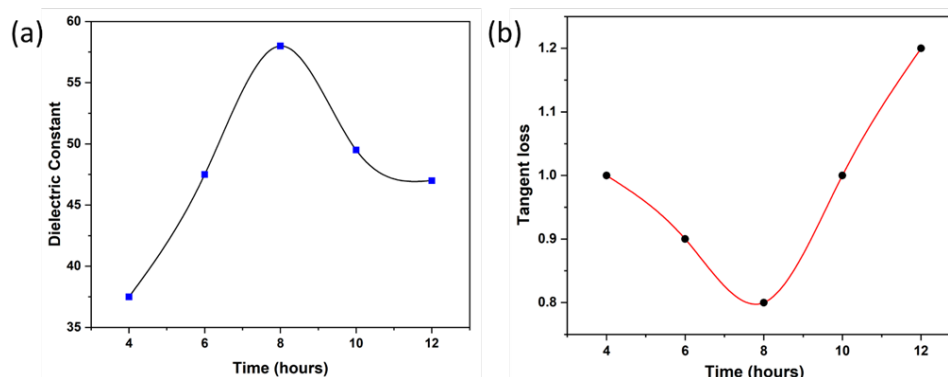 (a)
60
55
50
45
40
35
Dielectric Constant
4 6 8 10 12
Time (hours)
(b)
1.2
1.1
1.0
0.9
0.8
Tangent loss
4 6 8 10 12
Time (hours)